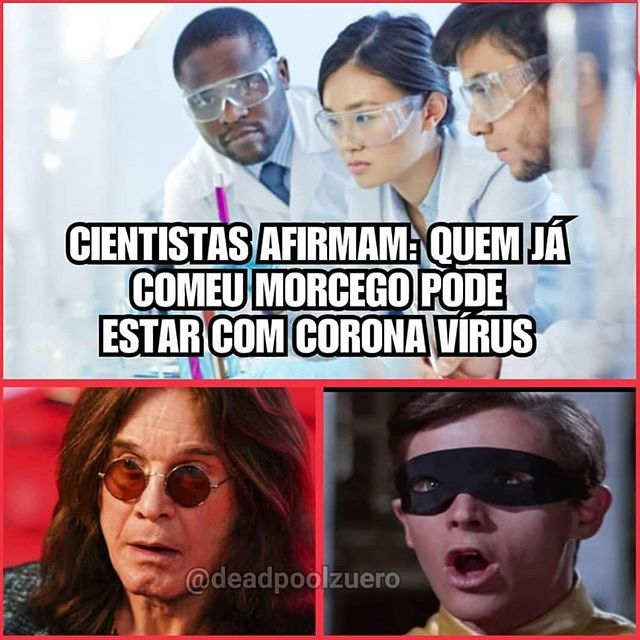 CIENTISTAS AFIRMAM: QUEM JÁ
COMEU MORCEGO PODE
ESTAR COM CORONA VÍRUS
@deadpoolzuero